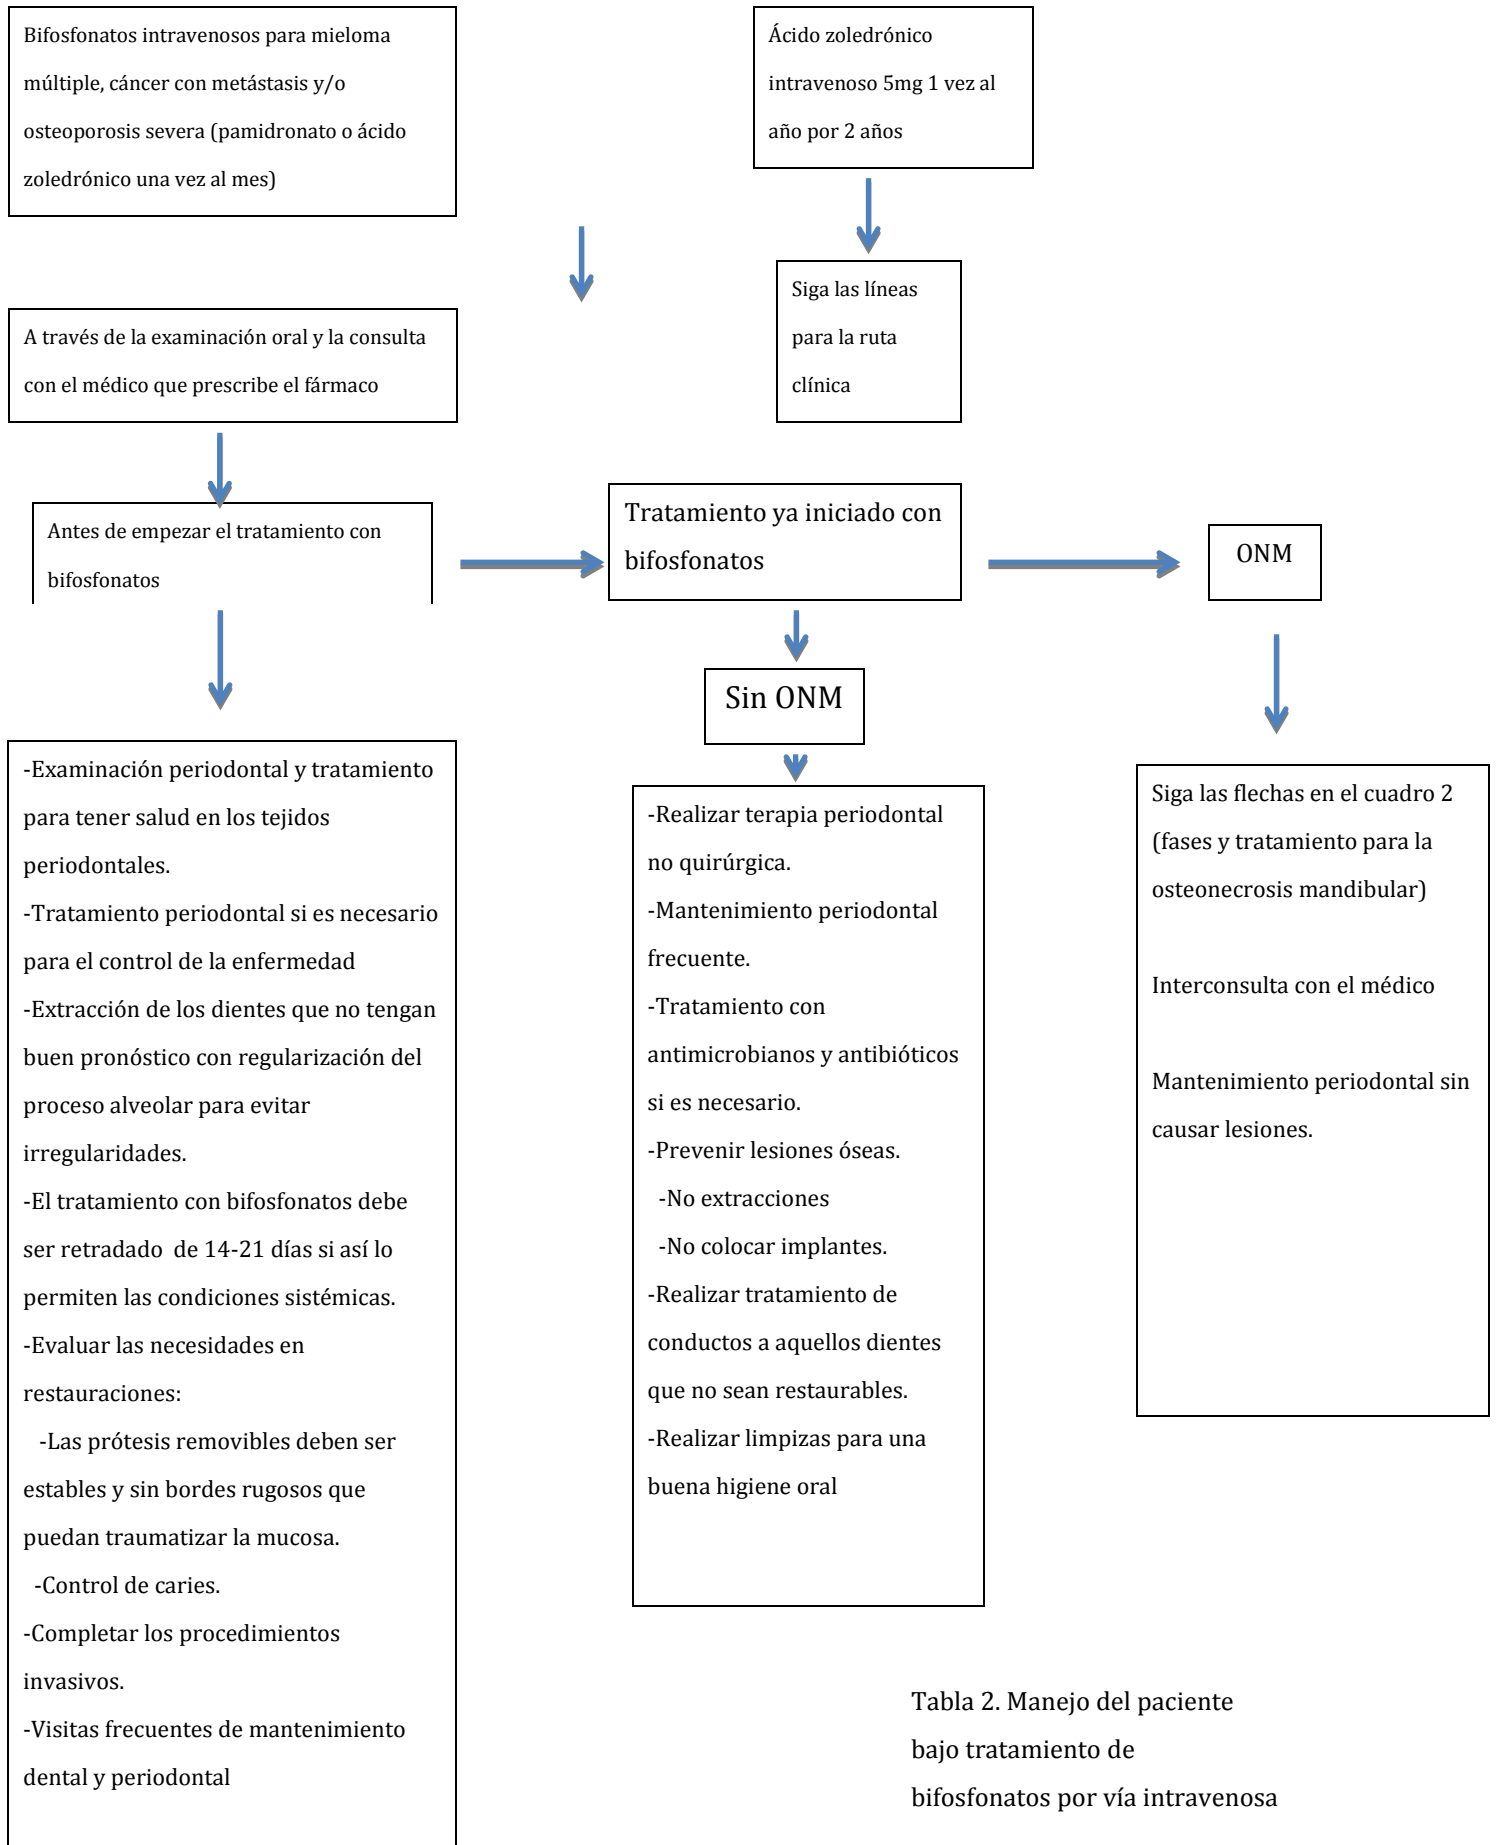 Bifosfonatos intravenosos para mieloma
múltiple, cáncer con metástasis y/o
osteoporosis severa (pamidronato o ácido
zoledrónico una vez al mes)
Ácido zoledrónico
intravenoso 5mg 1 vez al
año por 2 años
Siga las líneas
para la ruta
clínica
A través de la examinación oral y la consulta
con el médico que prescribe el fármaco
Antes de empezar el tratamiento con
bifosfonatos
Tratamiento ya iniciado con
bifosfonatos
ONM
Sin ONM
-Examinación periodontal y tratamiento
para tener salud en los tejidos
periodontales.
-Tratamiento periodontal si es necesario
para el control de la enfermedad
-Extracción de los dientes que no tengan
buen pronóstic con regularización del
proceso alveolar para evitar
irregularidades.
-El tratamiento con bifosfonatos debe
ser retradado  de 14-21 días si así lo
permiten las condiciones sistémicas.
-Evaluar las necesidades en
restauraciones:
-Las prótesis removibles deben ser
estables y sin bordes rugosos que
puedan traumatizar la mucosa.
-Control de caries.
-Completar los procedimientos
invasivos.
-Visitas frecuentes de mantenimiento
dental y periodontal
-Realizar terapia periodontal
no quirúrgica.
-Mantenimiento periodontal
frecuente.
-Tratamiento con
antimicrobianos y antibióticos
si es necesario.
-Prevenir lesiones óseas.
-No extracciones
-No colocar implantes.
-Realizar tratamiento de
conductos a aquellos dientes
que no sean restaurables.
-Realizar limpizas para una
buena higiene oral
Siga las flechas en el cuadro 2
(fases y tratamiento para la
osteonecrosis mandibular)
Interconsulta con el médico
Mantenimiento periodontal sin
causar lesiones.
Tabla 2. Manejo del paciente
bajo tratamiento de
bifosfonatos por vía intravenosa